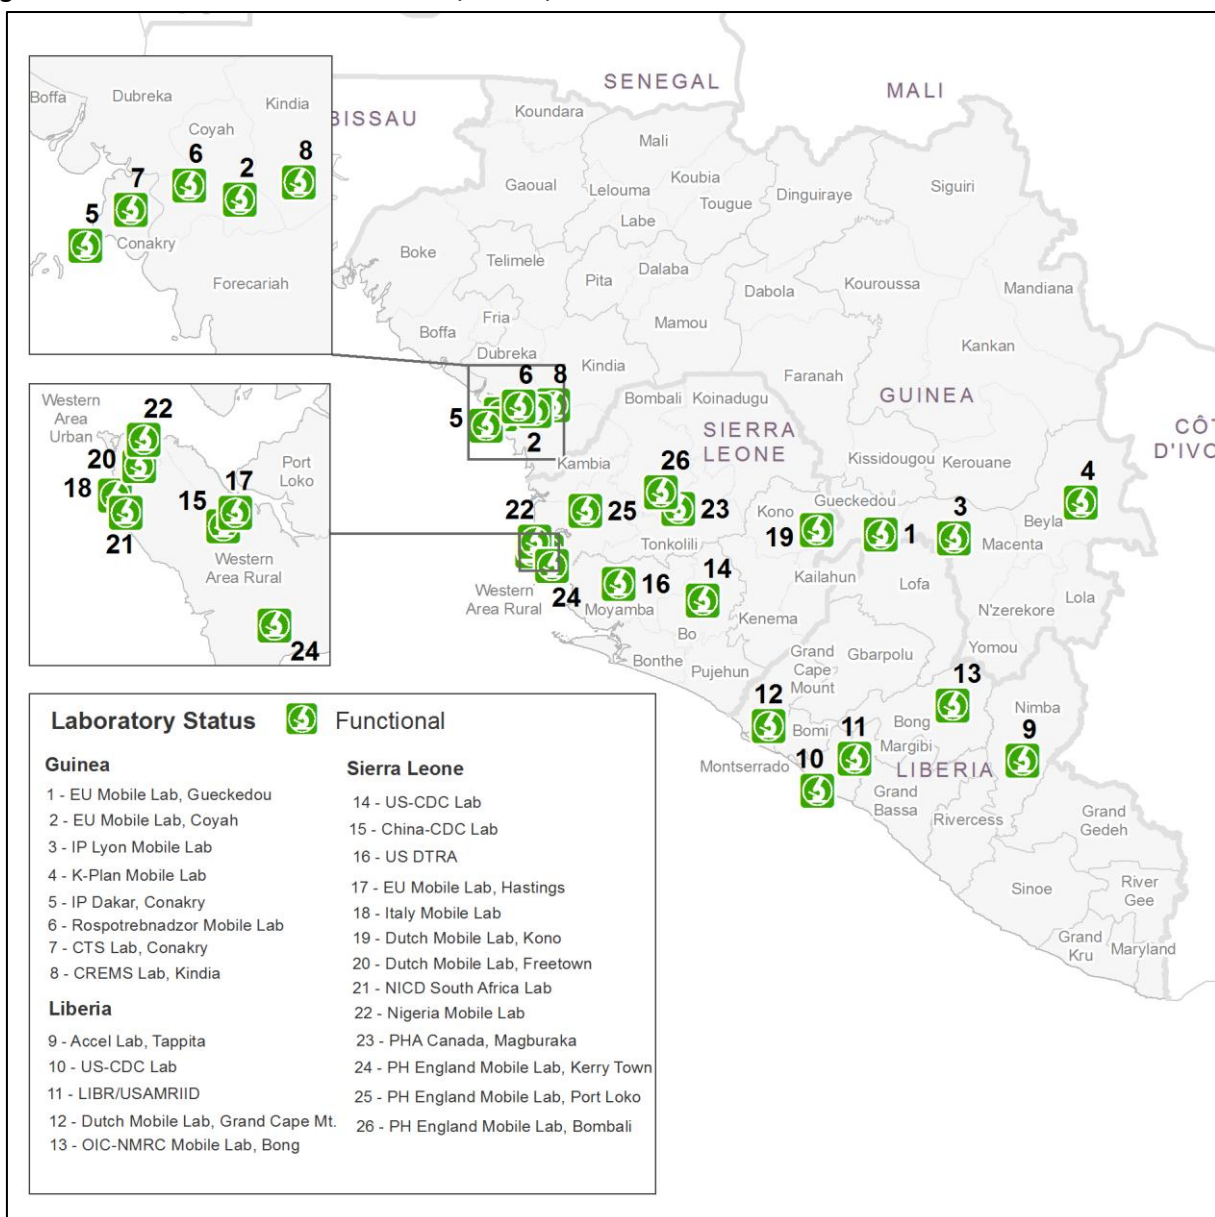 SENEGAL
MALI
BISSAU
Koundara
Mali
Koubia
Gaoual
Lelouma
Tougue
Dinguiraye
Siguiri
Labe
Boke
Telimele
Dalaba
Pita
Dabola
Kouroussa
Mandiana
Fria
Mamou
Boffa
Dubreka
Kindia
Kankan
Faranah
GUINEA
Bombali
Koinadugu
SIERRA
LEONE
CÔT
D'IVO
Kissidougou
Kerouane
Kambia
Gueckedou
Kono
Beyla
Macenta
Tonkolili
Kailahun
Lofa
Western
Area Rural
Moyamba
N'zerekore
Lola
Kenema
Bo
Yomou
Bonthe
Pujehun
Grand
Cape
Mount
Gbarpolu
Nimba
Bomi
Bong
Margibi
Montserrado
LIBERIA
Grand
Bassa
Rivercess
Grand
Gedeh
Sinoe
River
Gee
Grand
Kru
Maryland
6
8
5
2
26
4
22
25
23
3
19
1
16
14
24
13
12
11
9
10
Boffa
Dubreka
Kindia
Coyah
6
2
8
7
5
Conakry
Forecariah
Western
Area
Urban
22
20
Port
Loko
18
15
17
21
Western
Area Rural
24
Laboratory Status
Functional
Guinea
1 - EU Mobile Lab, Gueckedou
2 - EU Mobile Lab, Coyah
3 - IP Lyon Mobile Lab
4 - K-Plan Mobile Lab
5 - IP Dakar, Conakry
6 - Rospotrebnadzor Mobile Lab
7 - CTS Lab, Conakry
8 - CREMS Lab, Kindia
Liberia
9 - Accel Lab, Tappita
10 - US-CDC Lab
11 - LIBR/USAMRIID
12 - Dutch Mobile Lab, Grand Cape Mt.
13 - OIC-NMRC Mobile Lab, Bong
Sierra Leone
14 - US-CDC Lab
15 - China-CDC Lab
16 - US DTRA
17 - EU Mobile Lab, Hastings
18 - Italy Mobile Lab
19 - Dutch Mobile Lab, Kono
20 - Dutch Mobile Lab, Freetown
21 - NICD South Africa Lab
22 - Nigeria Mobile Lab
23 - PHA Canada, Magburaka
24 - PH England Mobile Lab, Kerry Town
25 - PH England Mobile Lab, Port Loko
26 - PH England Mobile Lab, Bombali